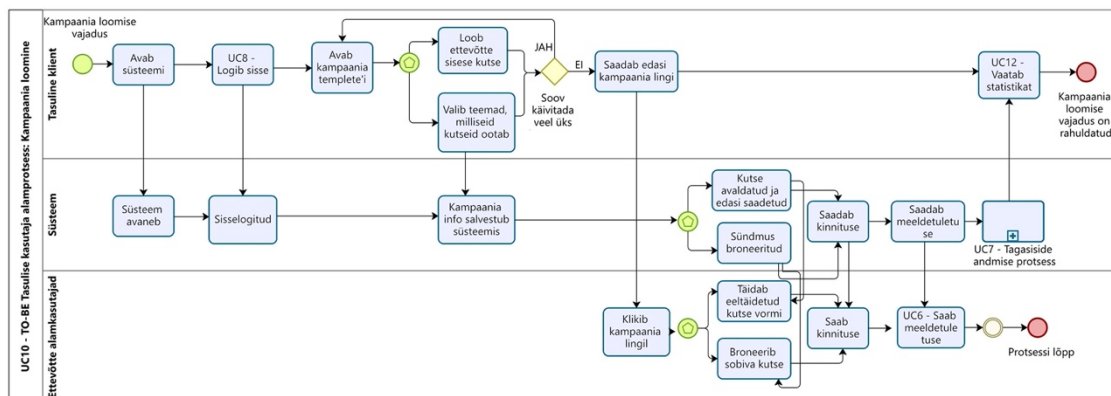 UC10 - TO-BE Tasulise kasutaja alamprotsess: Kampaania loomine
Tasuline klient
Kampaania loomise
vajadus
Avab
süsteemi
UC8 -
Logib sisse
Avab
kampaania
templete'i
Loob
ettevõtte
sisese kutse
Valib teemad,
milliseid
kutseid ootab
JAH
EI
Soov
käivitada
veel üks
Saadab edasi
kampaania lingi
UC12 -
Vaatab
statistikat
Kampaania
loomise
vajadus on
rahuldatud
Süsteem
Süsteem
avaneb
Sisselogitud
Kampaania
info salvestub
süsteemis
Kutse
avaldatud ja
edasi saadetud
Sündmus
broneeritud
Saadab
kinnituse
Saadab
meeldetuletu
se
UC7 - Tagasiside
andmise protsess
Ettevõtte alamkasutajad
Klikib
kampaania
lingil
Täidab
eeltäidetud
kutse vormi
Broneerib
sobiva kutse
Saab
kinnituse
UC6 - Saab
meeldetule
tuse
Protsessi lõpp